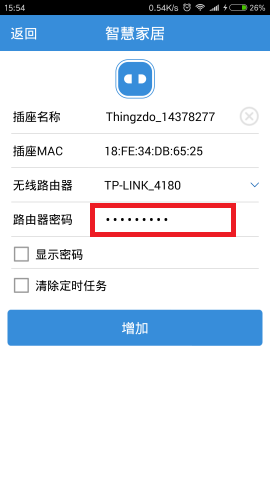 15:54 0.54K/s 26%
返回 智慧家居
插座名称 Thingzdo_14378277
插座MAC 18:FE:34:DB:65:25
无线路由器 TP-LINK_4180
路由器密码 •••••••••
显示密码
清除定时任务
增加